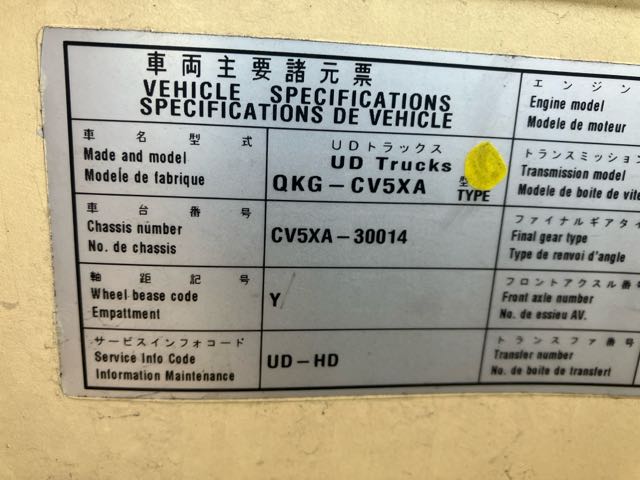 車両主要諸元票
VEHICLE SPECIFICATIONS
SPECIFICATIONS DE VEHICLE
車名型式
Made and model
Modele de fabrique
UDトラックス
UD Trucks
QKG-CV5XA
TYPE
車台番号
Chassis number
No. de chassis
CV5XA-30014
軸距記号
Wheel bease code
Empattment
Y
サービスインフォコード
Service Info Code
Information Maintenance
UD-HD
エンジン
Engine model
Modele de moteur
トランスミッション
Transmission model
Modele de boite de
ファイナルギアタイ
Final gear type
Type de renvoi d'angle
フロントアクスル番
Front axle number
No. de essieu AV.
トランスファ番号
Transfer number
No. de boite de transfert